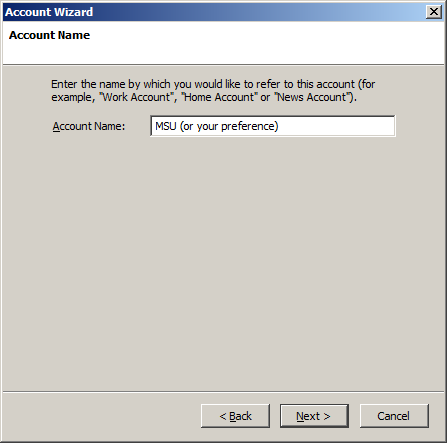 Account Wizard
Account Name
Enter the name by which you would like to refer to this account (for
example, "Work Account", "Home Account" or "News Account").
Account Name: MSU (or your preference)
< Back Next > Cancel